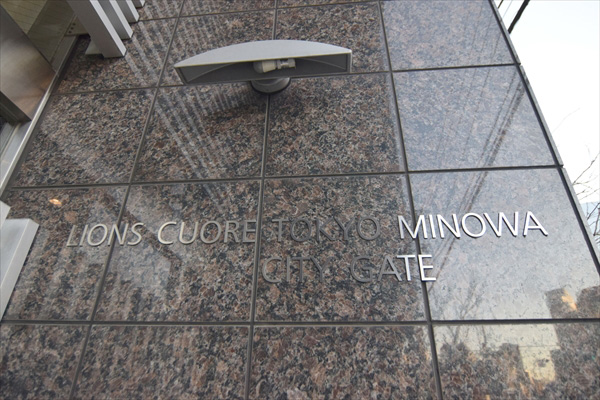 LIONS CUORE TOKYO MINOWA
CITY GATE